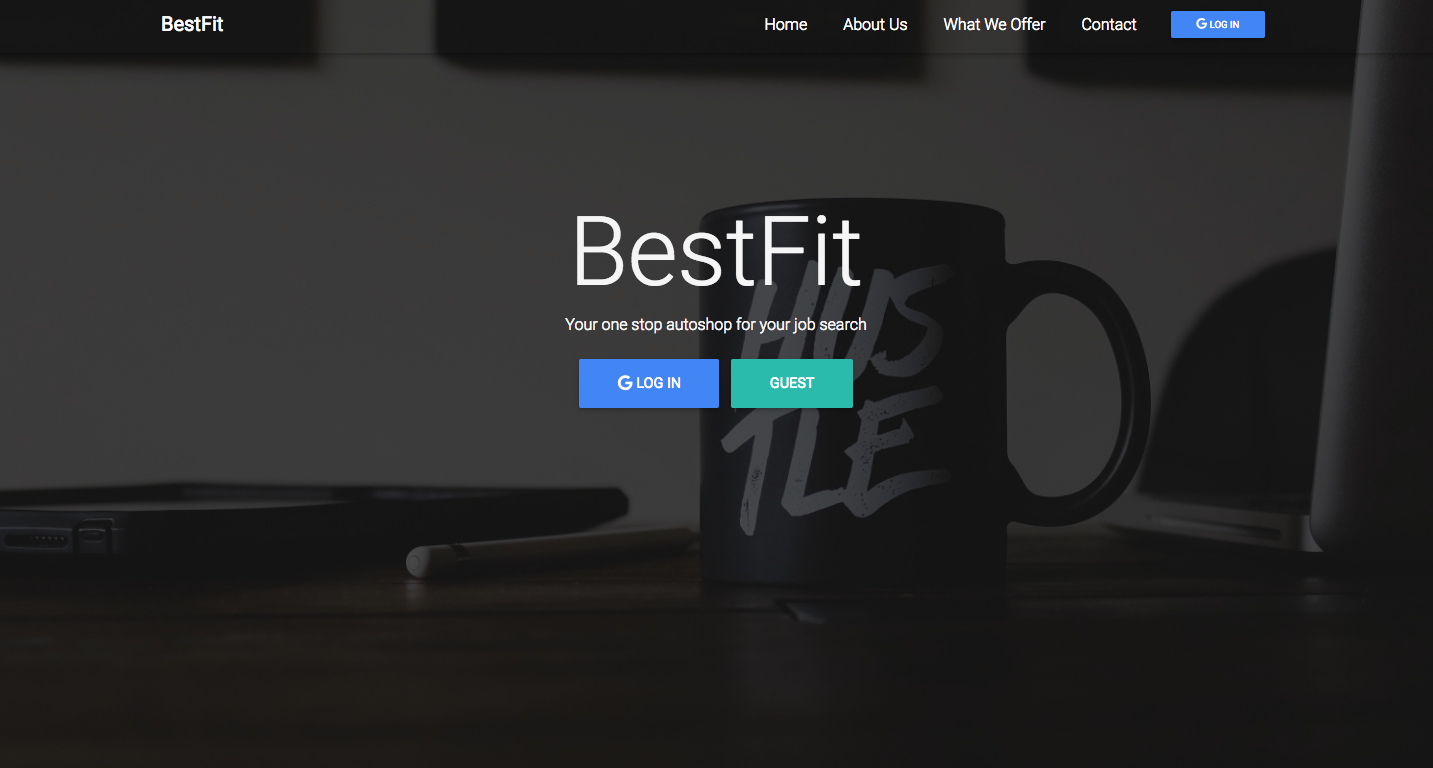 BestFit
Home About Us What We Offer Contact G LOG IN
BestFit
Your one stop autoshop for your job search
G LOG IN GUEST
HUS
TLE